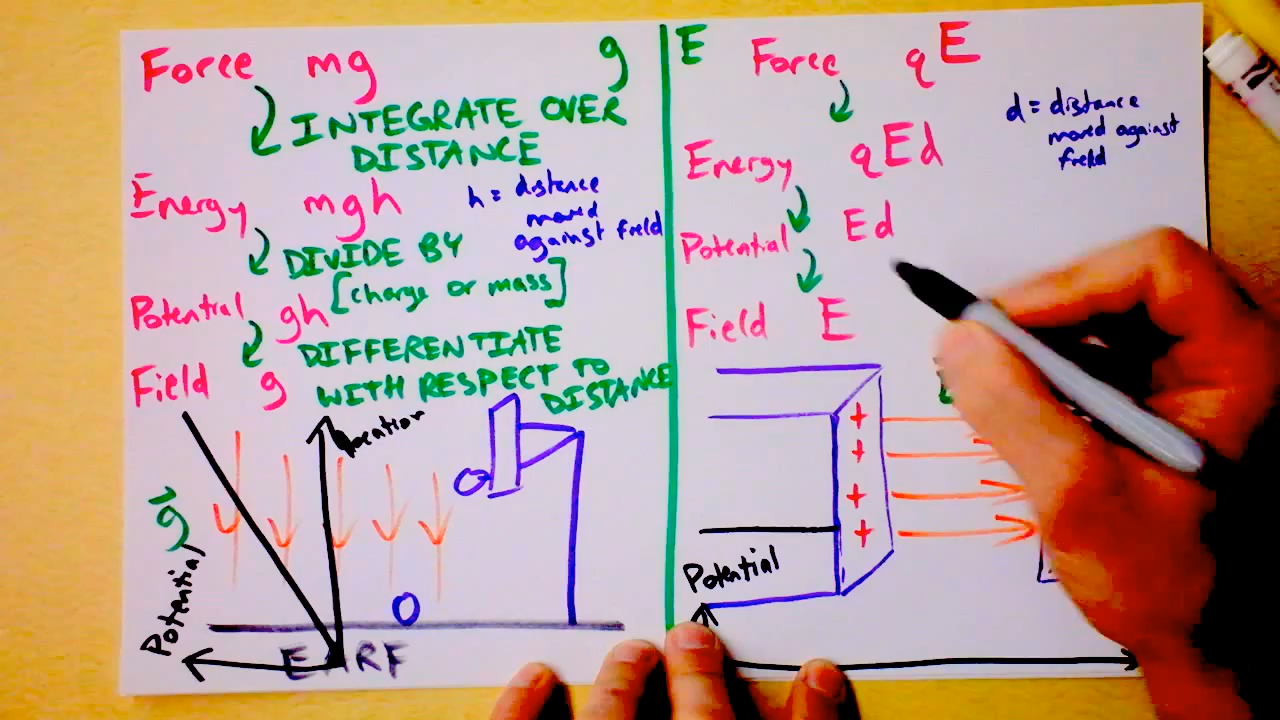 Force mg g
INTEGRATE OVER
DISTANCE
Energy mgh
h = distance
moved
against field
DIVIDE BY
[charge or mass]
Potential gh
DIFFERENTIATE
WITH RESPECT TO
DISTANCE
Field g
g
Potential
EARF
E Force qE
d = distance
moved against
field
Energy qEd
Potential Ed
Field E
+
+
+
+
Potential